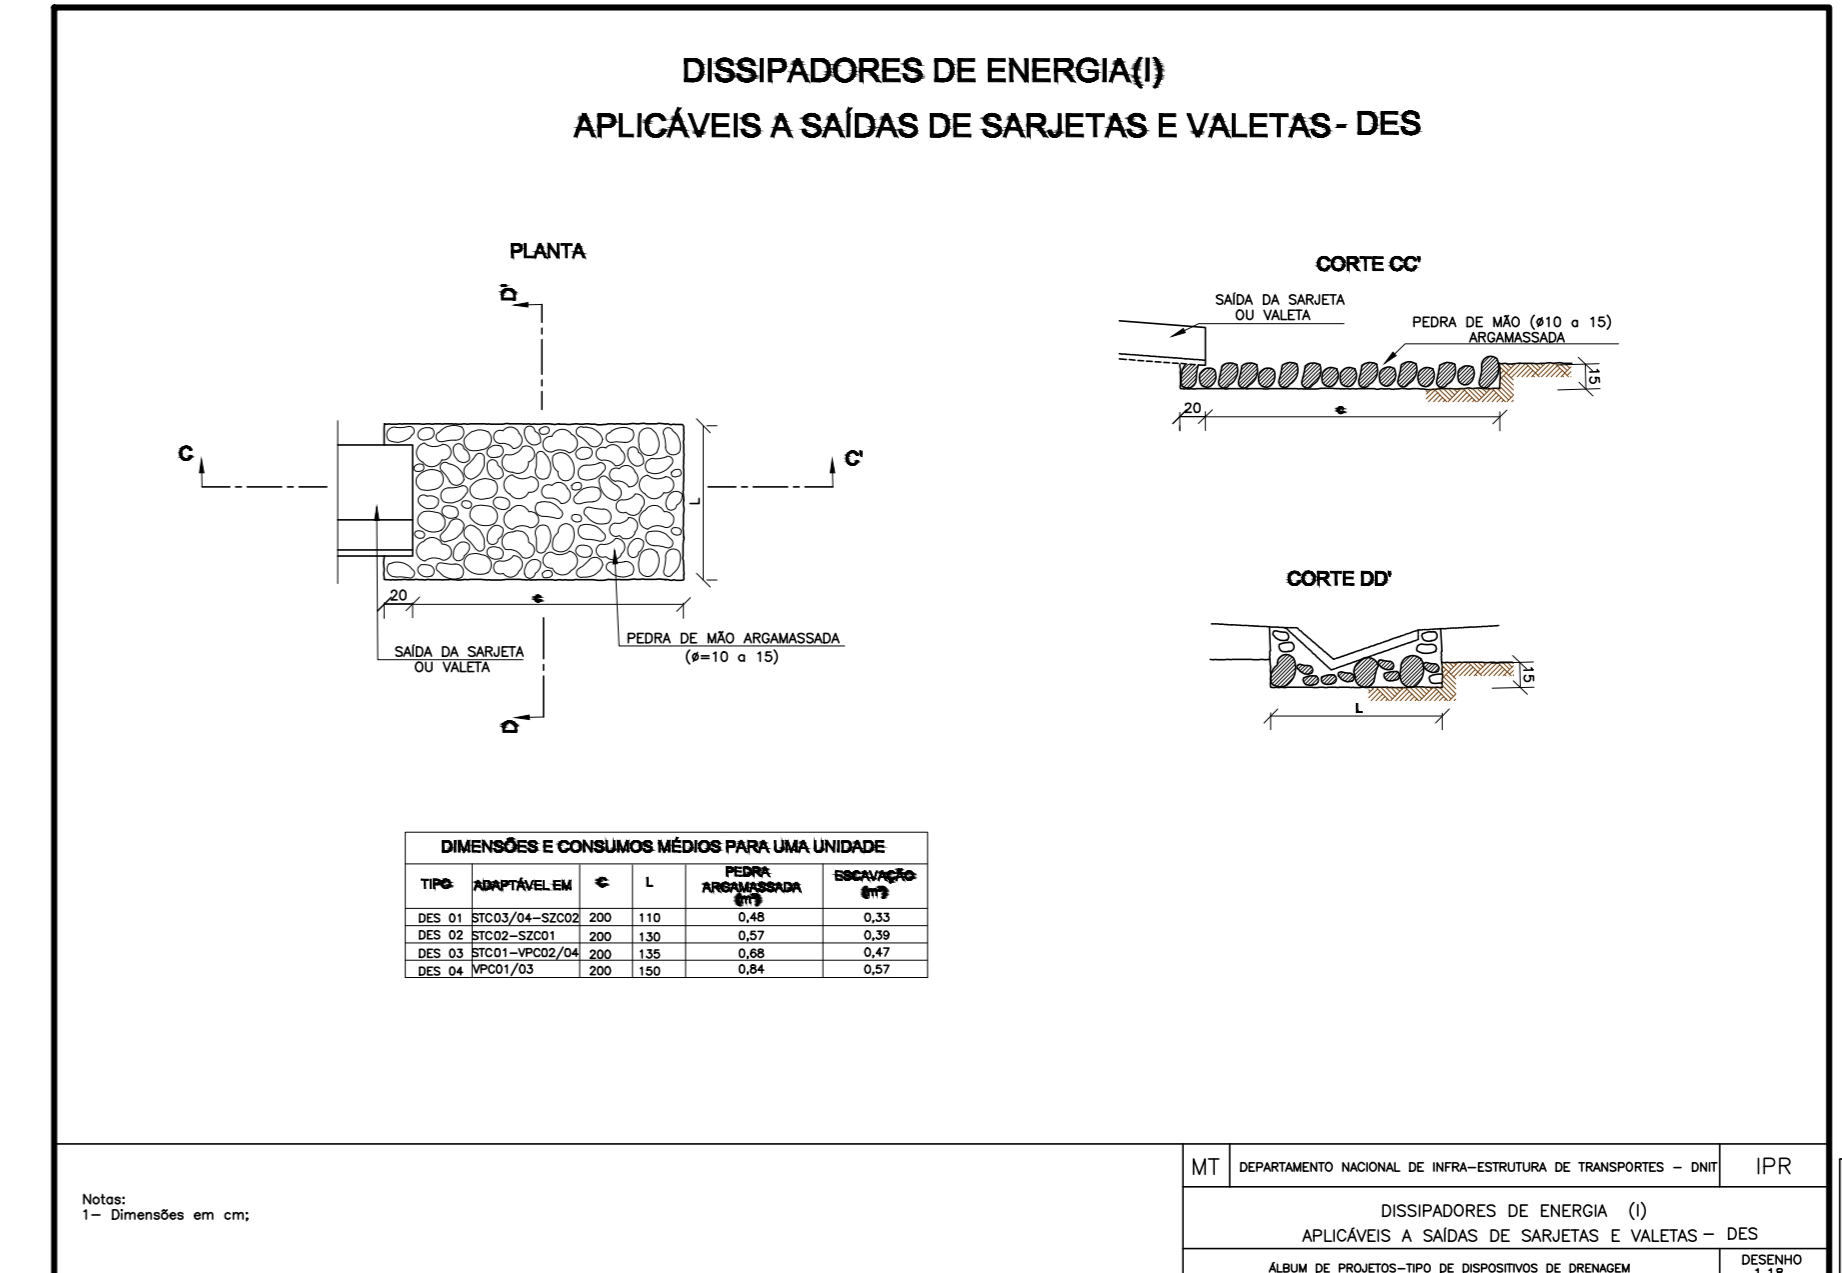 DISSIPADORES DE ENERGIA(I)
APLICÁVEIS A SAÍDAS DE SARJETAS E VALETAS- DES
PLANTA
D'
C
C'
L
20
SAÍDA DA SARJETA
OU VALETA
PEDRA DE MÃO ARGAMASSADA
(ø=10 a 15)
D
CORTE CC'
SAÍDA DA SARJETA
OU VALETA
PEDRA DE MÃO (ø10 a 15)
ARGAMASSADA
15
20
CORTE DD'
15
L
DIMENSÕES E CONSUMOS MÉDIOS PARA UMA UNIDADE
TIPO ADAPTÁVEL EM C L PEDRA ARGAMASSADA (m³) ESCAVAÇÃO (m³)
DES 01 STC03/04–SZC02 200 110 0,48 0,33
DES 02 STC02–SZC01 200 130 0,57 0,39
DES 03 STC01–VPC02/04 200 135 0,68 0,47
DES 04 VPC01/03 200 150 0,84 0,57
Notas:
1– Dimensões em cm;
MT DEPARTAMENTO NACIONAL DE INFRA–ESTRUTURA DE TRANSPORTES – DNIT IPR
DISSIPADORES DE ENERGIA (I)
APLICÁVEIS A SAÍDAS DE SARJETAS E VALETAS – DES
ÁLBUM DE PROJETOS–TIPO DE DISPOSITIVOS DE DRENAGEM
DESENHO
1.18